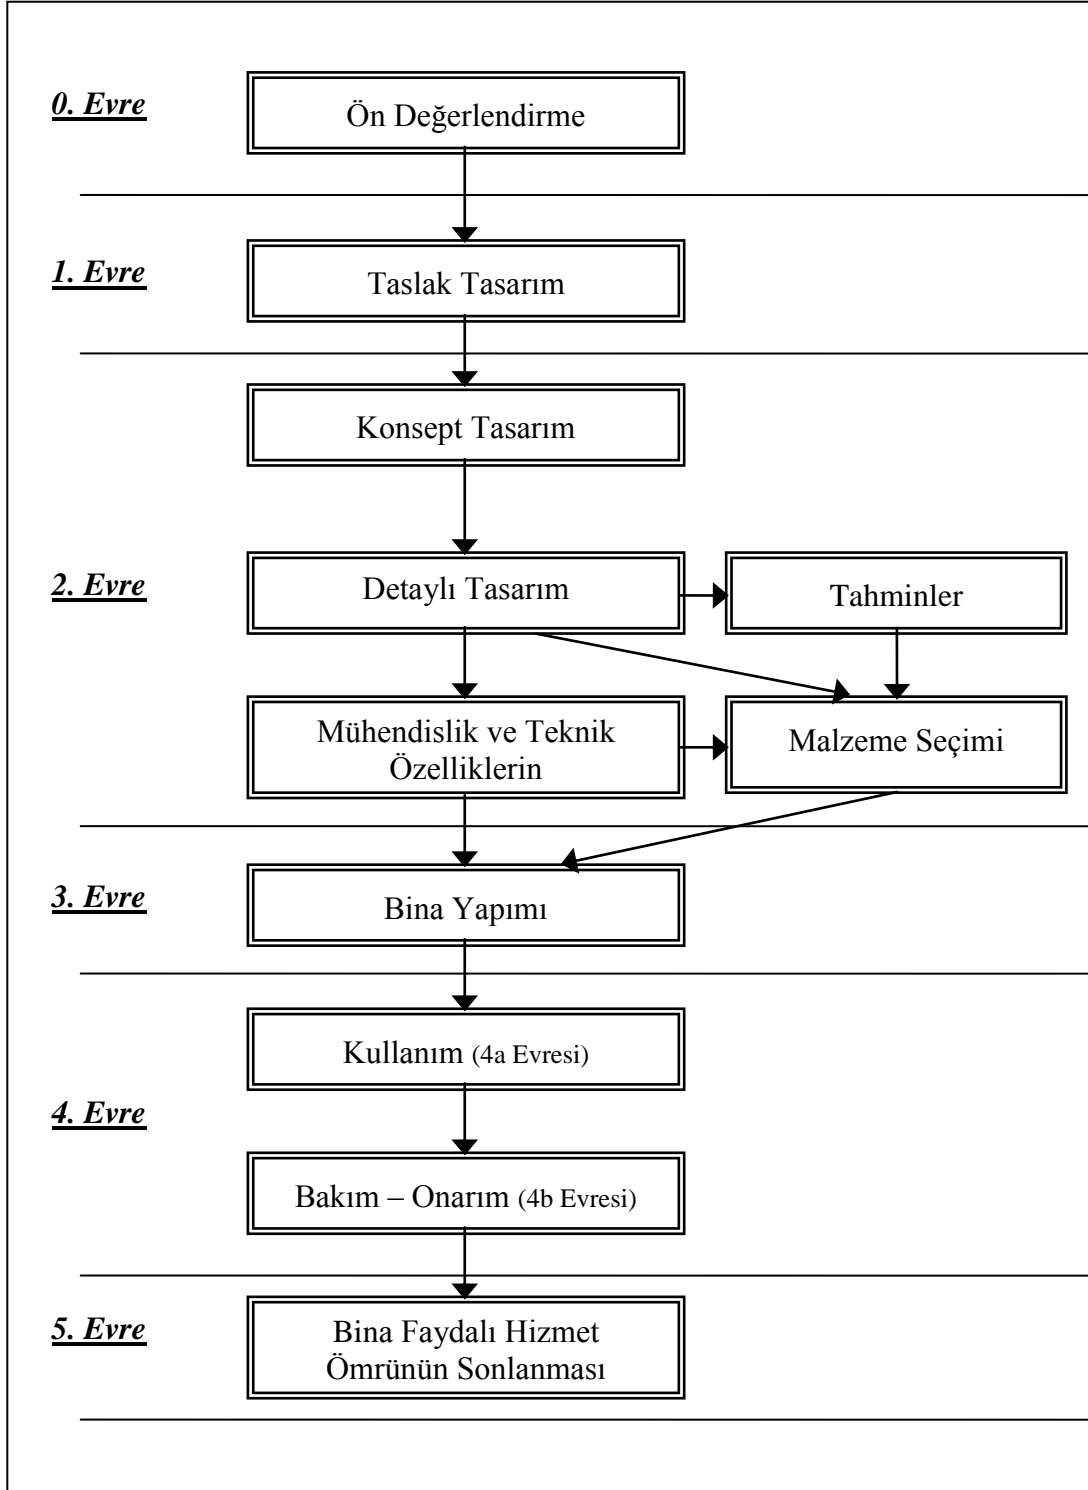 0. Evre
Ön Değerlendirme
1. Evre
Taslak Tasarım
Konsept Tasarım
2. Evre
Detaylı Tasarım
Tahminler
Mühendislik ve Teknik
Özelliklerin
Malzeme Seçimi
3. Evre
Bina Yapımı
Kullanım (4a Evresi)
4. Evre
Bakım – Onarım (4b Evresi)
5. Evre
Bina Faydalı Hizmet
Ömrünün Sonlanması